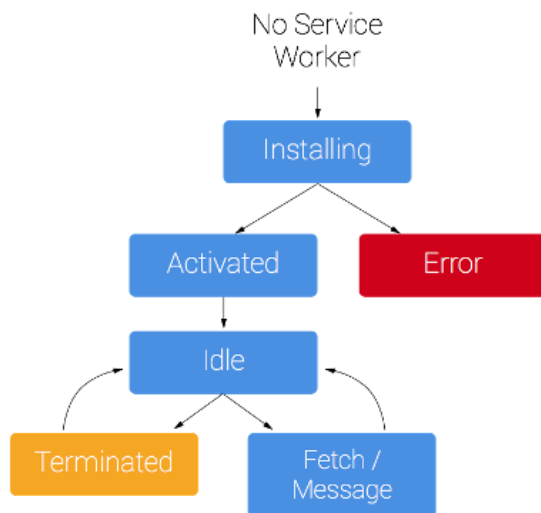 No Service
Worker
Installing
Activated
Error
Idle
Terminated
Fetch /
Message